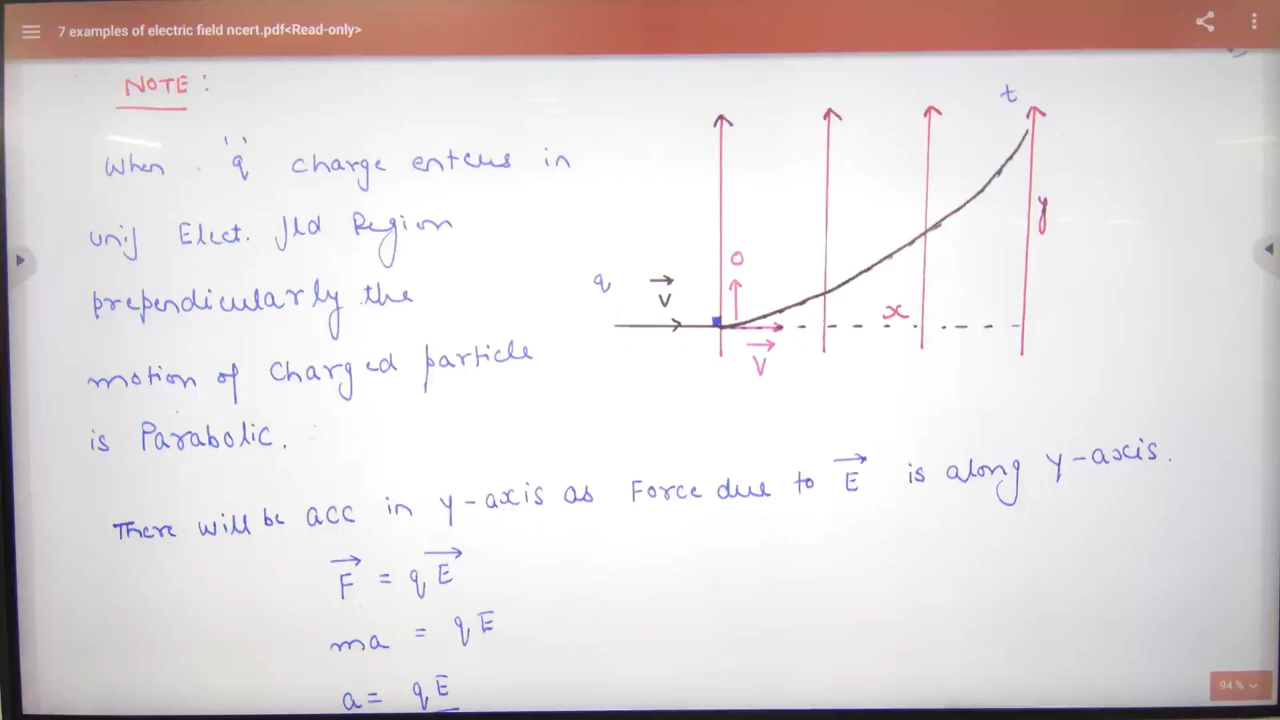 7 examples of electric field ncert.pdf<Read-only>
NOTE :
When "q" charge enters in
unif Elect. fld Region
prependicularly the
motion of charged particle
is Parabolic.
t
y
q
V
0
x
V
There will be acc in y-axis as Force due to E is along y-axis.
F = qE
ma = qE
a = qE
94%